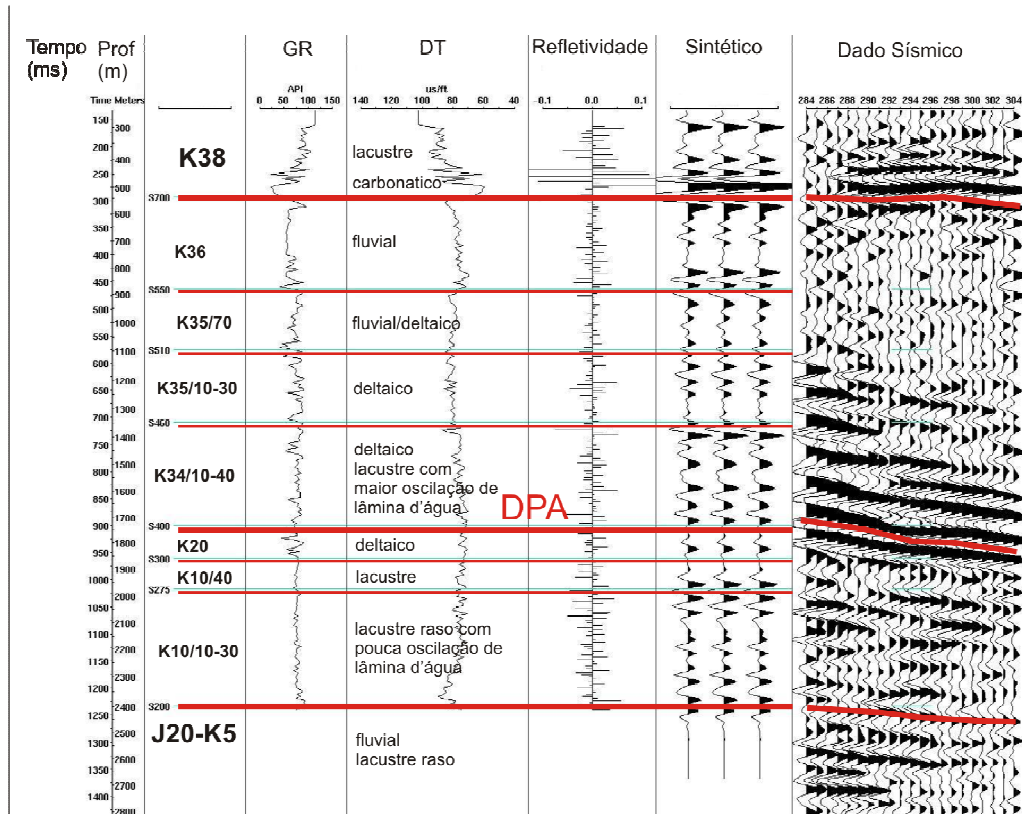 Tempo (ms)
Prof (m)
GR
DT
Refletividade
Sintético
Dado Sísmico
API
us/ft.
Time Meters
0 50 100 150
140 120 100 80 60 40
-0.1 0.0 0.1
284 286 288 290 292 294 296 298 300 302 304
150
200
250
300
350
400
450
500
550
600
650
700
750
800
850
900
950
1000
1050
1100
1150
1200
1250
1300
1350
1400
300
400
500
600
700
800
900
1000
1100
1200
1300
1400
1500
1600
1700
1800
1900
2000
2100
2200
2300
2400
2500
2600
2700
2800
K38
lacustre
carbonatico
S700
K36
fluvial
S550
K35/70
fluvial/deltaico
S510
K35/10-30
deltaico
S460
K34/10-40
deltaico
lacustre com
maior oscilação de
lâmina d'água
DPA
S400
K20
deltaico
S300
K10/40
lacustre
S275
K10/10-30
lacustre raso com
pouca oscilação de
lâmina d'água
S200
J20-K5
fluvial
lacustre raso